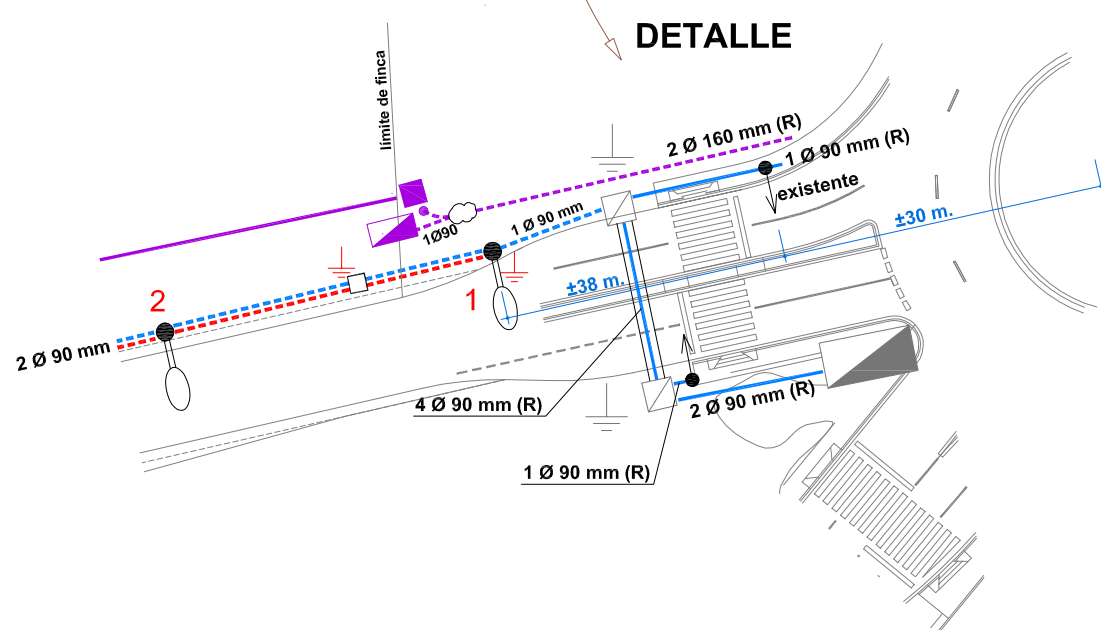 DETALLE
límite de finca
2 Ø 160 mm (R)
1 Ø 90 mm (R)
existente
1 Ø 90 mm
1Ø90
±30 m.
±38 m.
2
1
2 Ø 90 mm
4 Ø 90 mm (R)
2 Ø 90 mm (R)
1 Ø 90 mm (R)